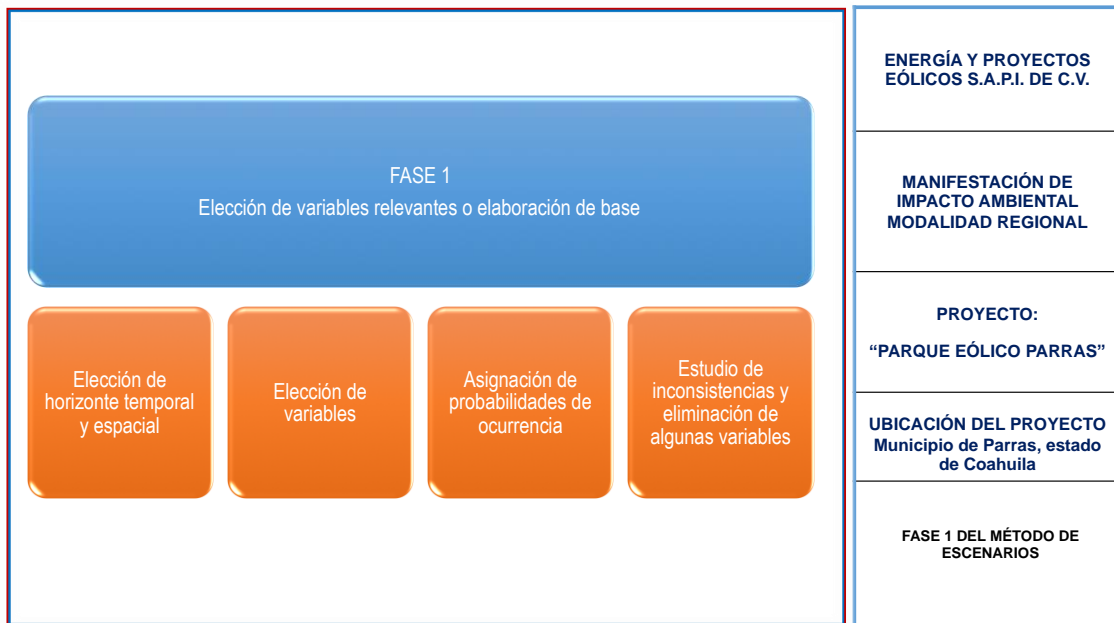 FASE 1
Elección de variables relevantes o elaboración de base
Elección de
horizonte temporal
y espacial
Elección de
variables
Asignación de
probabilidades de
ocurrencia
Estudio de
inconsistencias y
eliminación de
algunas variables
ENERGÍA Y PROYECTOS
EÓLICOS S.A.P.I. DE C.V.
MANIFESTACIÓN DE
IMPACTO AMBIENTAL
MODALIDAD REGIONAL
PROYECTO:
“PARQUE EÓLICO PARRAS”
UBICACIÓN DEL PROYECTO
Municipio de Parras, estado
de Coahuila
FASE 1 DEL MÉTODO DE
ESCENARIOS